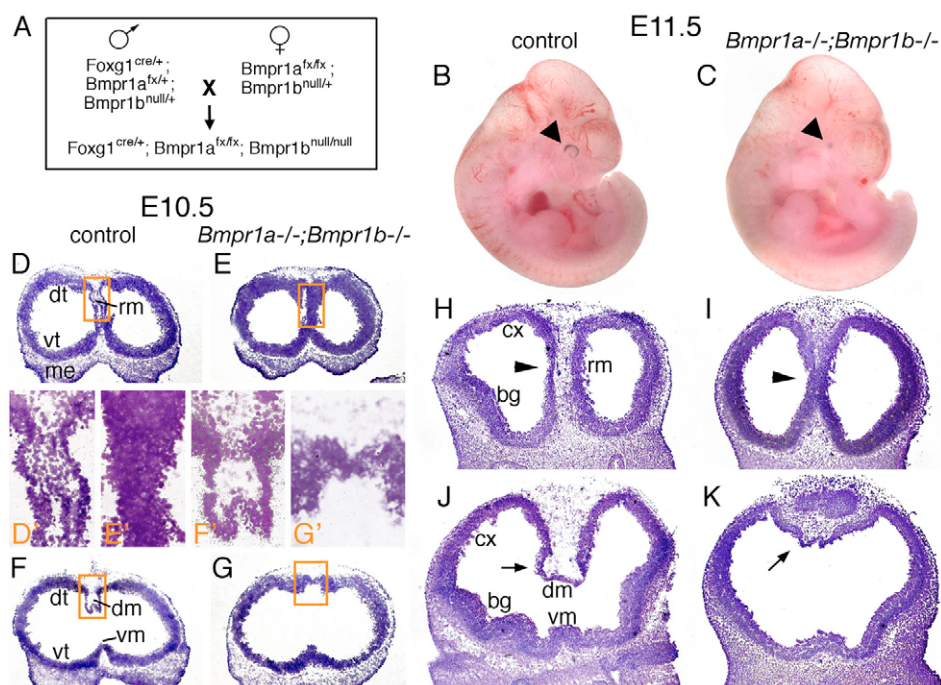 A
♂ ♀
Foxg1cre/+ ; Bmpr1afx/fx ;
Bmpr1afx/+ ; Bmpr1bnull/+
Bmpr1bnull/+
X
Foxg1cre/+; Bmpr1afx/fx; Bmpr1bnull/null
E11.5
control Bmpr1a-/-;Bmpr1b-/-
B C
E10.5
control Bmpr1a-/-;Bmpr1b-/-
D E
dt rm
vt
me
H I
cx
rm
bg
D' E' F' G'
F G
dt dm
vm
vt
J K
cx
dm
bg vm